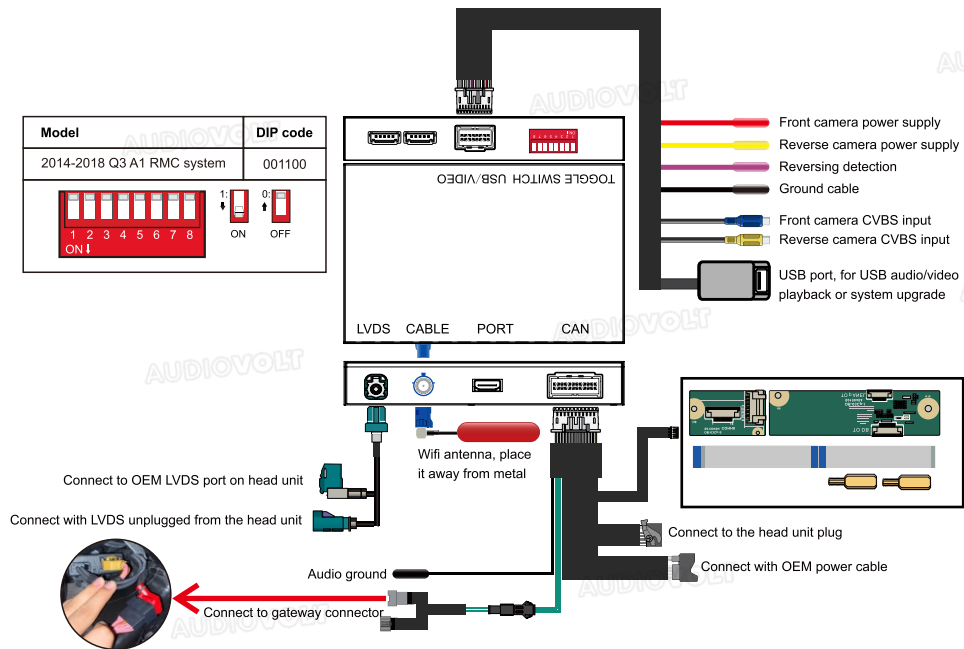 AUDIOVOLT
AUDIOVOLT
Model
DIP code
2014-2018 Q3 A1 RMC system
001100
1:
0:
1 2 3 4 5 6 7 8
ON
ON
OFF
TOGGLE SWITCH USB/VIDEO
Front camera power supply
Reverse camera power supply
Reversing detection
Ground cable
Front camera CVBS input
Reverse camera CVBS input
USB port, for USB audio/video
playback or system upgrade
LVDS
CABLE
PORT
CAN
AUDIOVOLT
AUDIOVOLT
Wifi antenna, place
it away from metal
Connect to OEM LVDS port on head unit
Connect with LVDS unplugged from the head unit
Connect to the head unit plug
Connect with OEM power cable
Audio ground
Connect to gateway connector
AUDIOVOLT
AUDIOVOLT